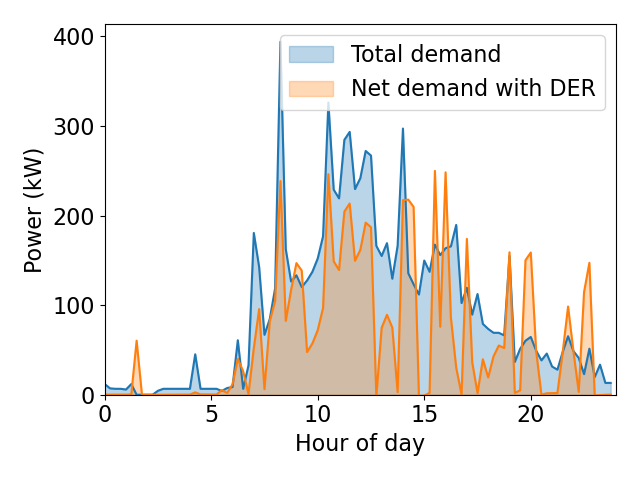 400
300
200
100
0
Power (kW)
Total demand
Net demand with DER
0 5 10 15 20
Hour of day